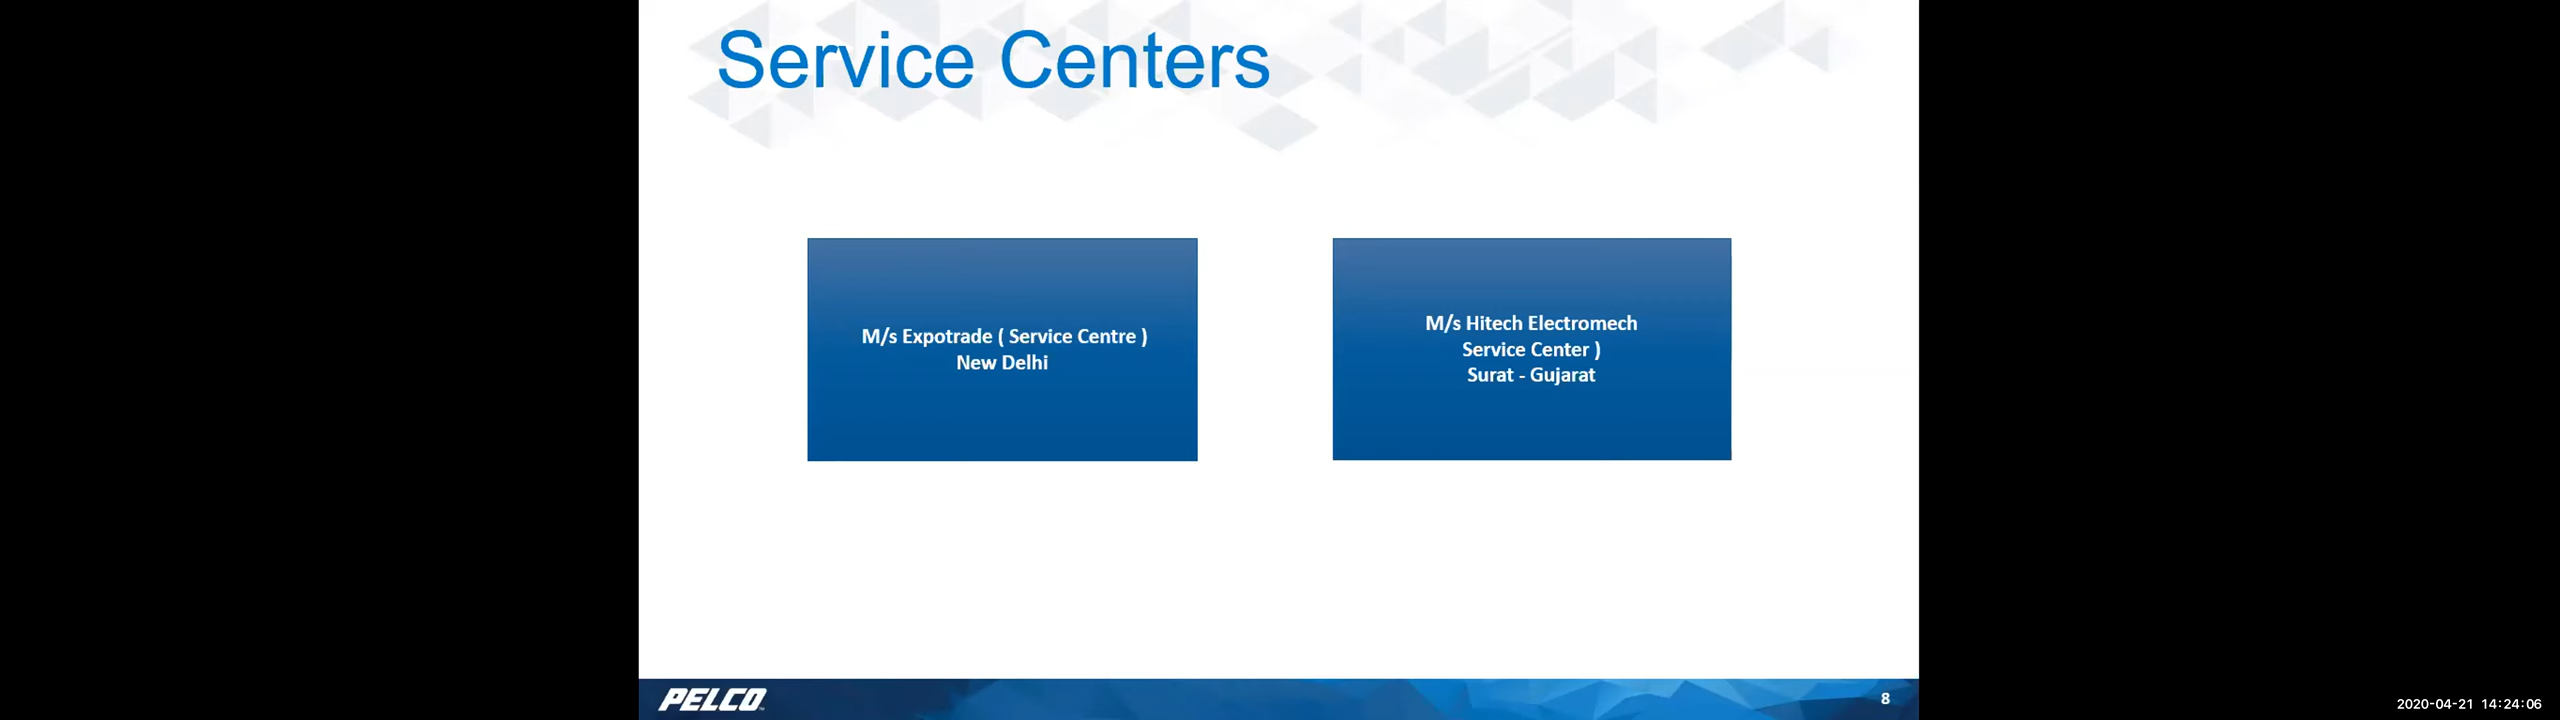 Service Centers
M/s Expotrade ( Service Centre )
New Delhi
M/s Hitech Electromech
Service Center )
Surat - Gujarat
PELCO™
8
2020-04-21 14:24:06